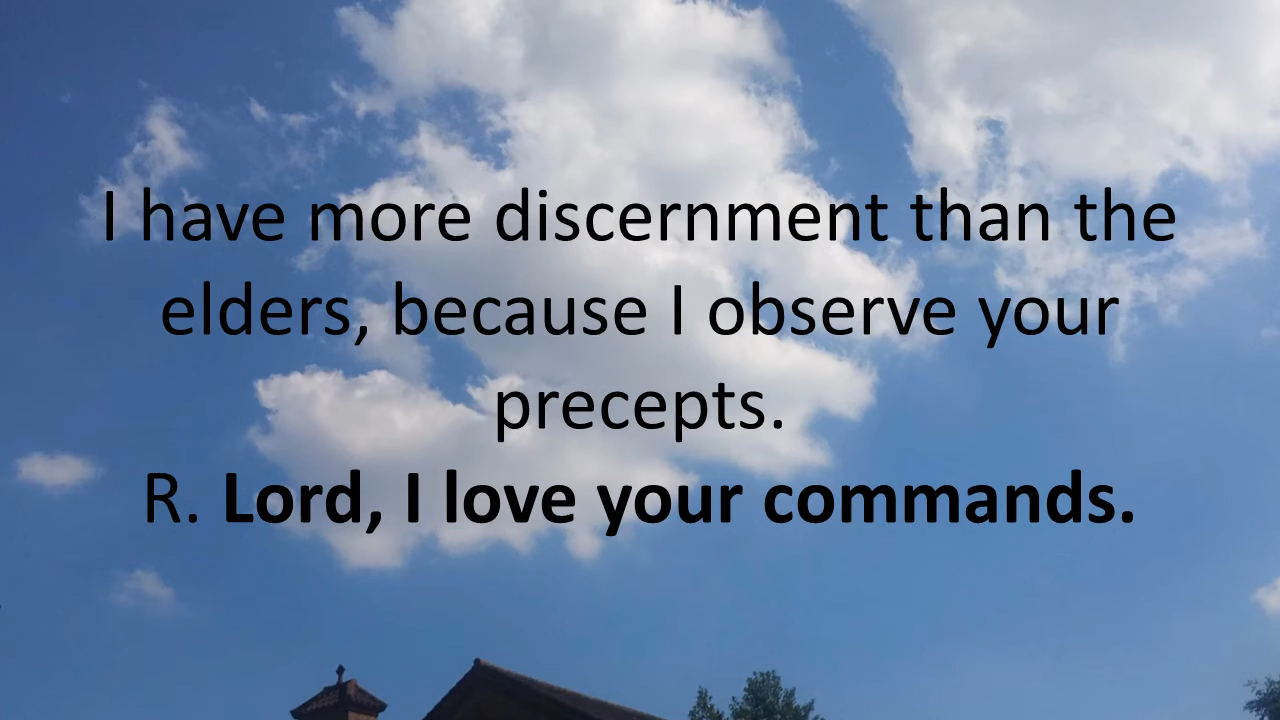 I have more discernment than the
elders, because I observe your
precepts.
R. Lord, I love your commands.